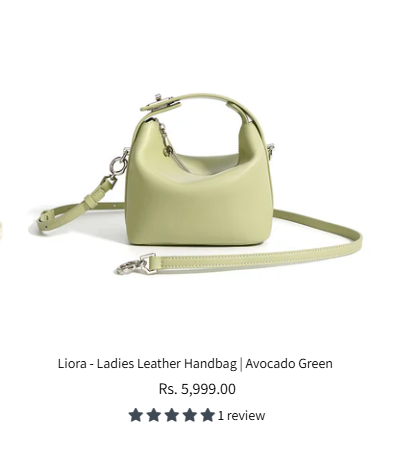 Liora - Ladies Leather Handbag | Avocado Green
Rs. 5,999.00
1 review